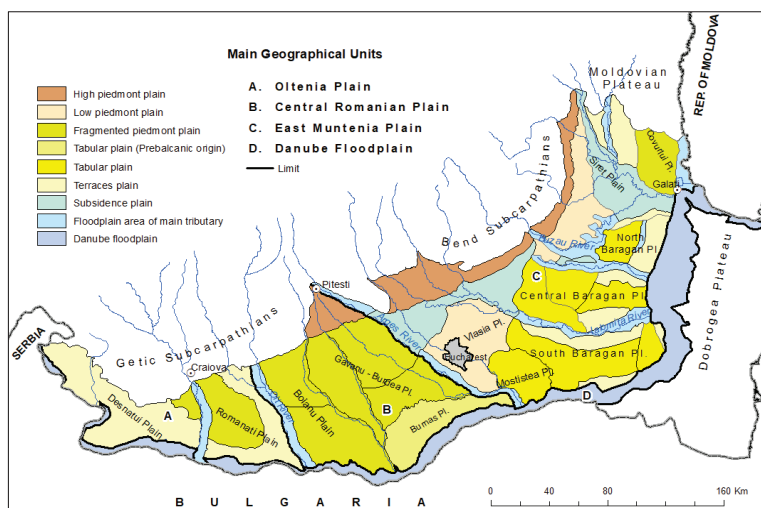 Main Geographical Units
A. Oltenia Plain
B. Central Romanian Plain
C. East Muntenia Plain
D. Danube Floodplain
Limit
High piedmont plain
Low piedmont plain
Fragmented piedmont plain
Tabular plain (Prebalcanic origin)
Tabular plain
Terraces plain
Subsidence plain
Floodplain area of main tributary
Danube floodplain
Moldovian
Plateau
REP. OF MOLDOVA
Covurlui Pl.
Siret Plain
Galati
Bend Subcarpathians
Buzau River
North
Baragan Pl.
C
Central Baragan Pl.
Dobrogea Plateau
Pitesti
Arges River
Vlasia Pl.
Ialomita River
Bucharest
South Baragan Pl.
Mostistea Pl.
D
SERBIA
Getic Subcarpathians
Craiova
Desnatui Plain
A
Romanati Plain
Boianu Plain
B
Burnas Pl.
BULGARIA
0 40 80 120 160 Km